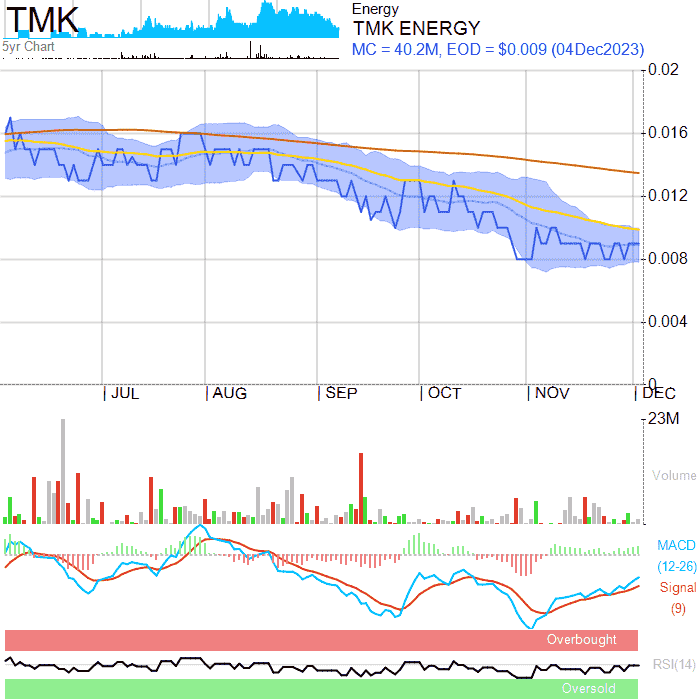 TMK
5yr Chart
Energy
TMK ENERGY
MC = 40.2M, EOD = $0.009 (04Dec2023)
0.02
0.016
0.012
0.008
0.004
0
JUL
AUG
SEP
OCT
NOV
DEC
23M
Volume
MACD
(12-26)
Signal
(9)
Overbought
RSI(14)
Oversold